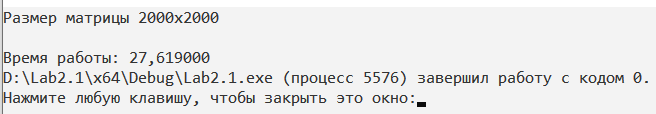 Размер матрицы 2000x2000
Время работы: 27,619000
D:\Lab2.1\x64\Debug\Lab2.1.exe (процесс 5576) завершил работу с кодом 0.
Нажмите любую клавишу, чтобы закрыть это окно: